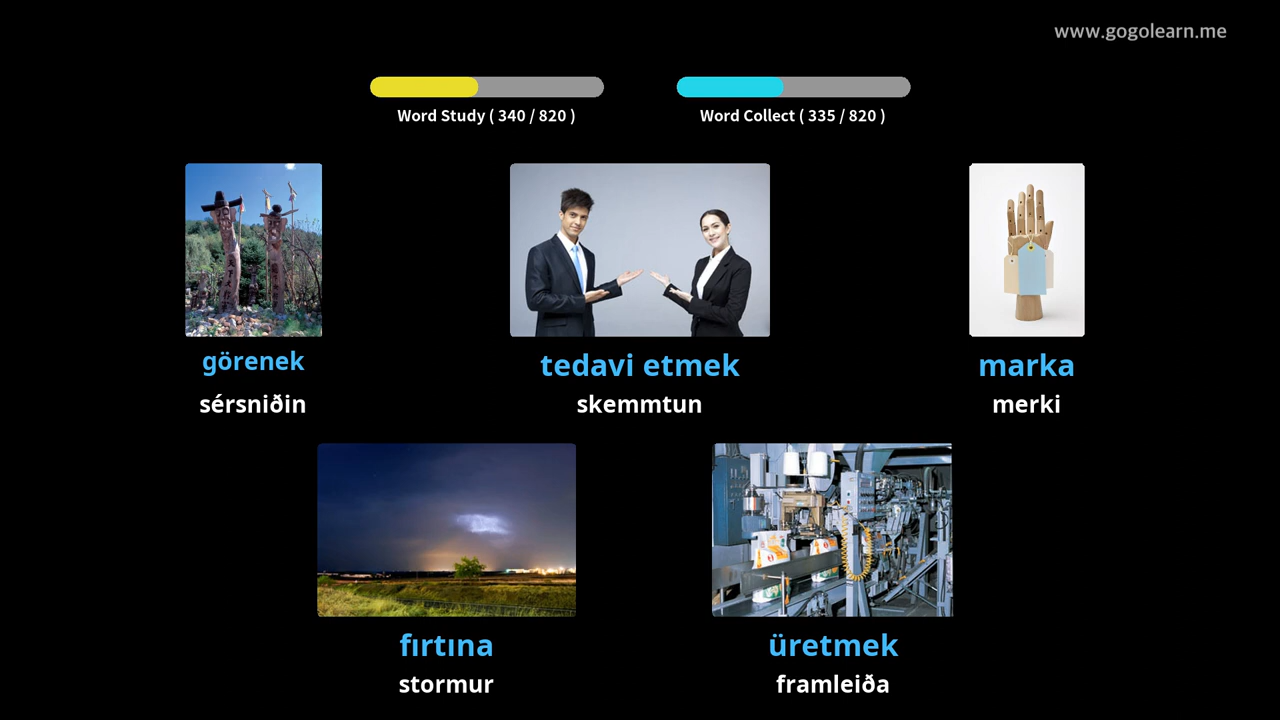 www.gogolearn.me
Word Study ( 340 / 820 )
Word Collect ( 335 / 820 )
görenek
sérsniðin
tedavi etmek
skemmtun
marka
merki
fırtına
stormur
üretmek
framleiða